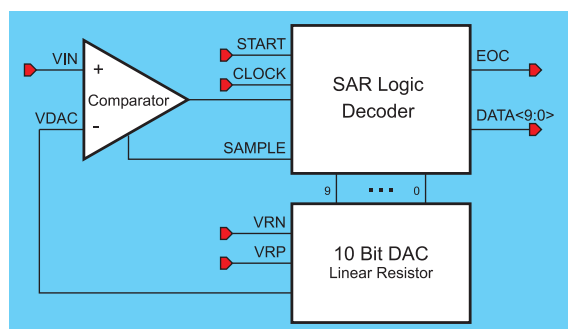 START
EOC
VIN
+
CLOCK
SAR Logic
Decoder
Comparator
VDAC
-
DATA<9:0>
SAMPLE
9
0
VRN
VRP
10 Bit DAC
Linear Resistor